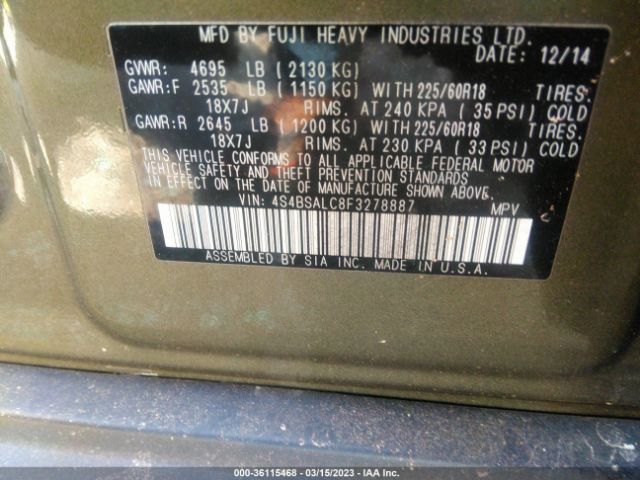 MFD BY FUJI HEAVY INDUSTRIES LTD.
DATE: 12/14
GVWR: 4695 LB ( 2130 KG)
GAWR:F 2535 LB ( 1150 KG) WITH 225/60R18 TIRES:
18X7J RIMS. AT 240 KPA ( 35 PSI) COLD
GAWR:R 2645 LB ( 1200 KG) WITH 225/60R18 TIRES:
18X7J RIMS. AT 230 KPA ( 33 PSI) COLD
THIS VEHICLE CONFORMS TO ALL APPLICABLE FEDERAL MOTOR
VEHICLE SAFETY AND THEFT PREVENTION STANDARDS
IN EFFECT ON THE DATE OF MANUFACTURE SHOWN ABOVE.
VIN: 4S4BSALC8F3278887 MPV
ASSEMBLED BY SIA INC. MADE IN U.S.A.
000-36115468 - 03/15/2023 - IAA Inc.